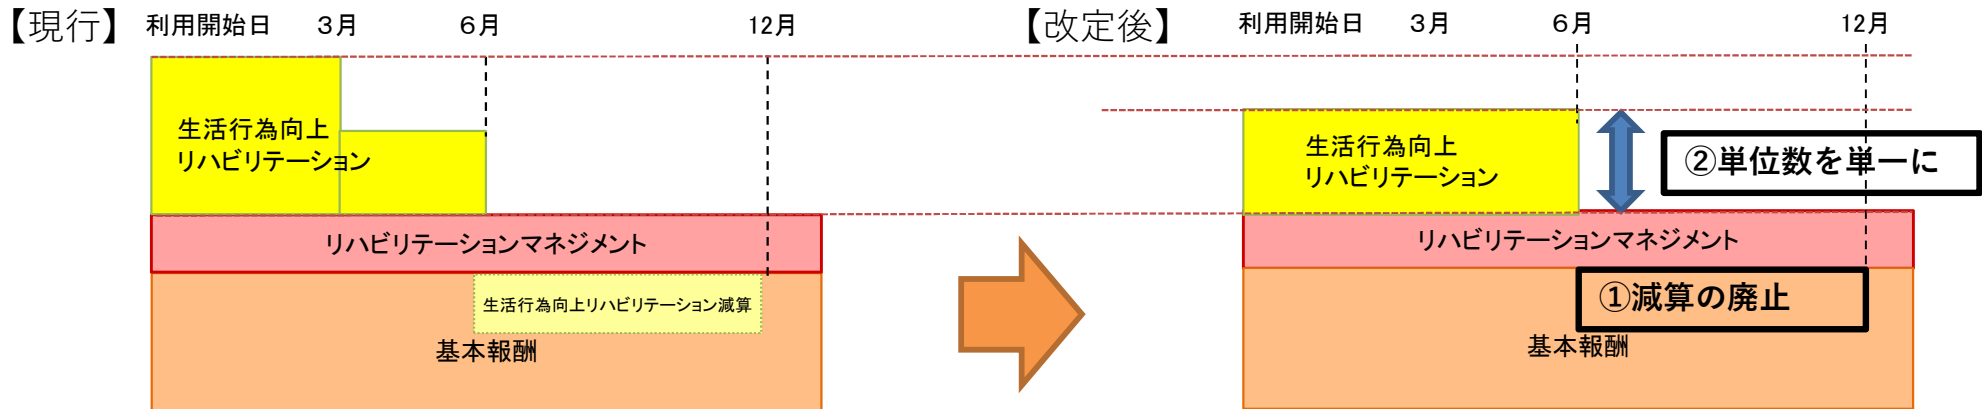 【現行】 利用開始日 3月 6月 12月
生活行為向上
リハビリテーション
リハビリテーションマネジメント
生活行為向上リハビリテーション減算
基本報酬
【改定後】 利用開始日 3月 6月 12月
生活行為向上
リハビリテーション
②単位数を単一に
リハビリテーションマネジメント
①減算の廃止
基本報酬